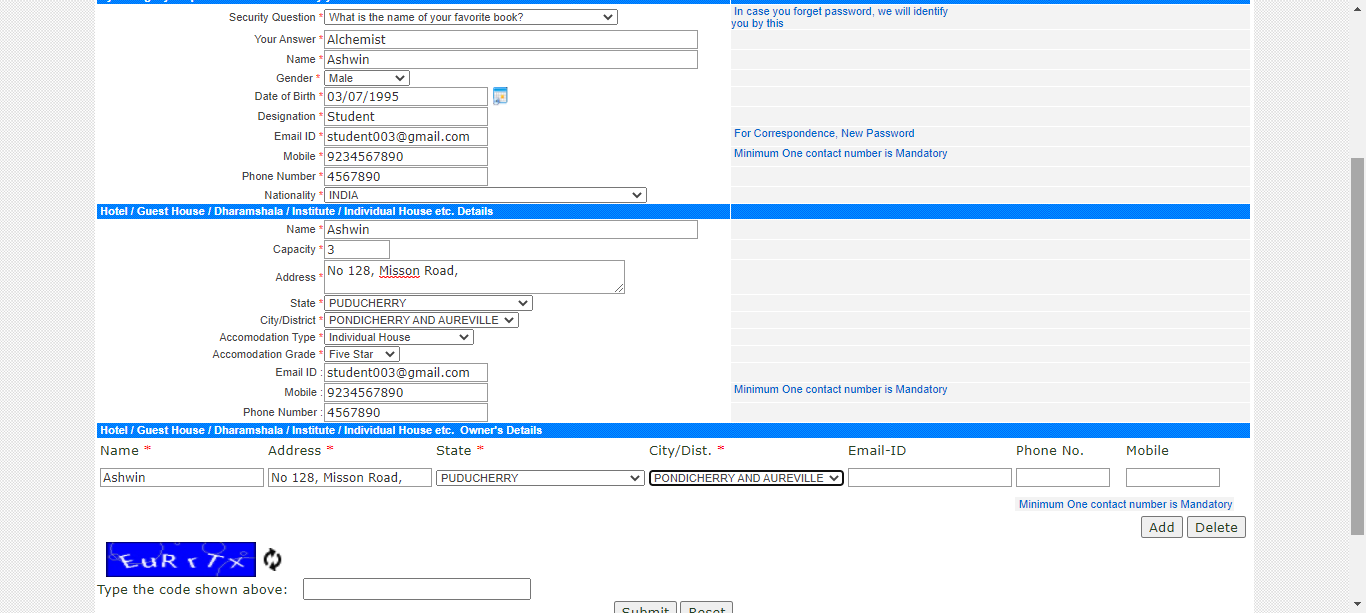 Security Question * What is the name of your favorite book? In case you forget password, we will identify
you by this
Your Answer * Alchemist
Name * Ashwin
Gender * Male
Date of Birth * 03/07/1995
Designation * Student
Email ID * student003@gmail.com For Correspondence, New Password
Mobile * 9234567890 Minimum One contact number is Mandatory
Phone Number * 4567890
Nationality * INDIA
Hotel / Guest House / Dharamshala / Institute / Individual House etc. Details
Name * Ashwin
Capacity * 3
Address * No 128, Misson Road,
State * PUDUCHERRY
City/District * PONDICHERRY AND AUREVILLE
Accomodation Type * Individual House
Accomodation Grade * Five Star
Email ID : student003@gmail.com
Mobile : 9234567890 Minimum One contact number is Mandatory
Phone Number : 4567890
Hotel / Guest House / Dharamshala / Institute / Individual House etc. Owner's Details
Name * Address * State * City/Dist. * Email-ID Phone No. Mobile
Ashwin No 128, Misson Road, PUDUCHERRY PONDICHERRY AND AUREVILLE
Minimum One contact number is Mandatory
Add Delete
EuRrTx
Type the code shown above:
Submit Reset